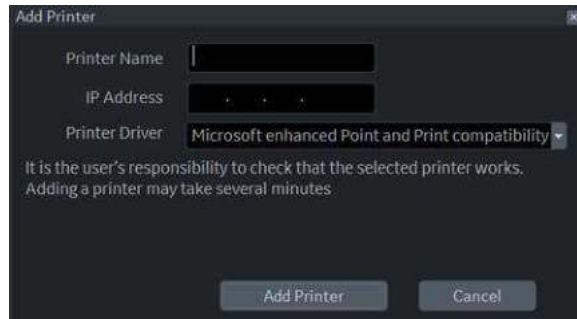 Add Printer
Printer Name
IP Address . . .
Printer Driver Microsoft enhanced Point and Print compatibility
It is the user's responsibility to check that the selected printer works.
Adding a printer may take several minutes
Add Printer Cancel